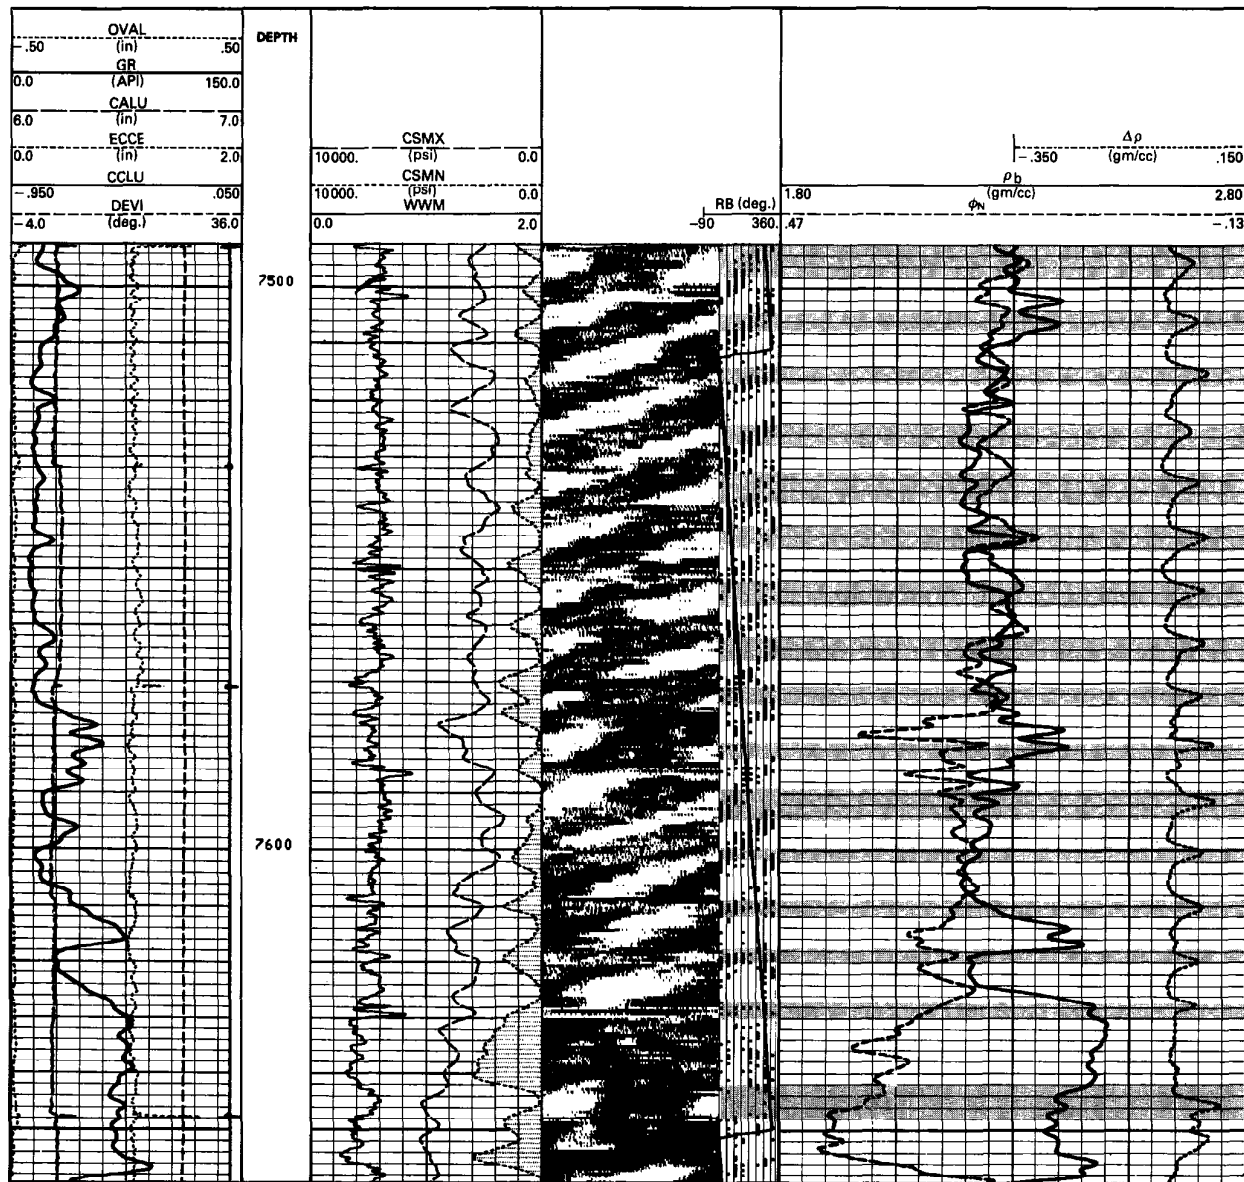 OVAL
-.50 (in) .50
GR
0.0 (API) 150.0
CALU
6.0 (in) 7.0
ECCE
0.0 (in) 2.0
CCLU
-.950 .050
DEVI
-4.0 (deg.) 36.0
DEPTH
CSMX
10000. (psi) 0.0
CSMN
10000. (psi) 0.0
WWM
0.0 2.0
RB (deg.)
-90 360.
Δρ
-.350 (gm/cc) .150
ρb
1.80 (gm/cc) 2.80
ϕN
.47 -.13
7500
7600